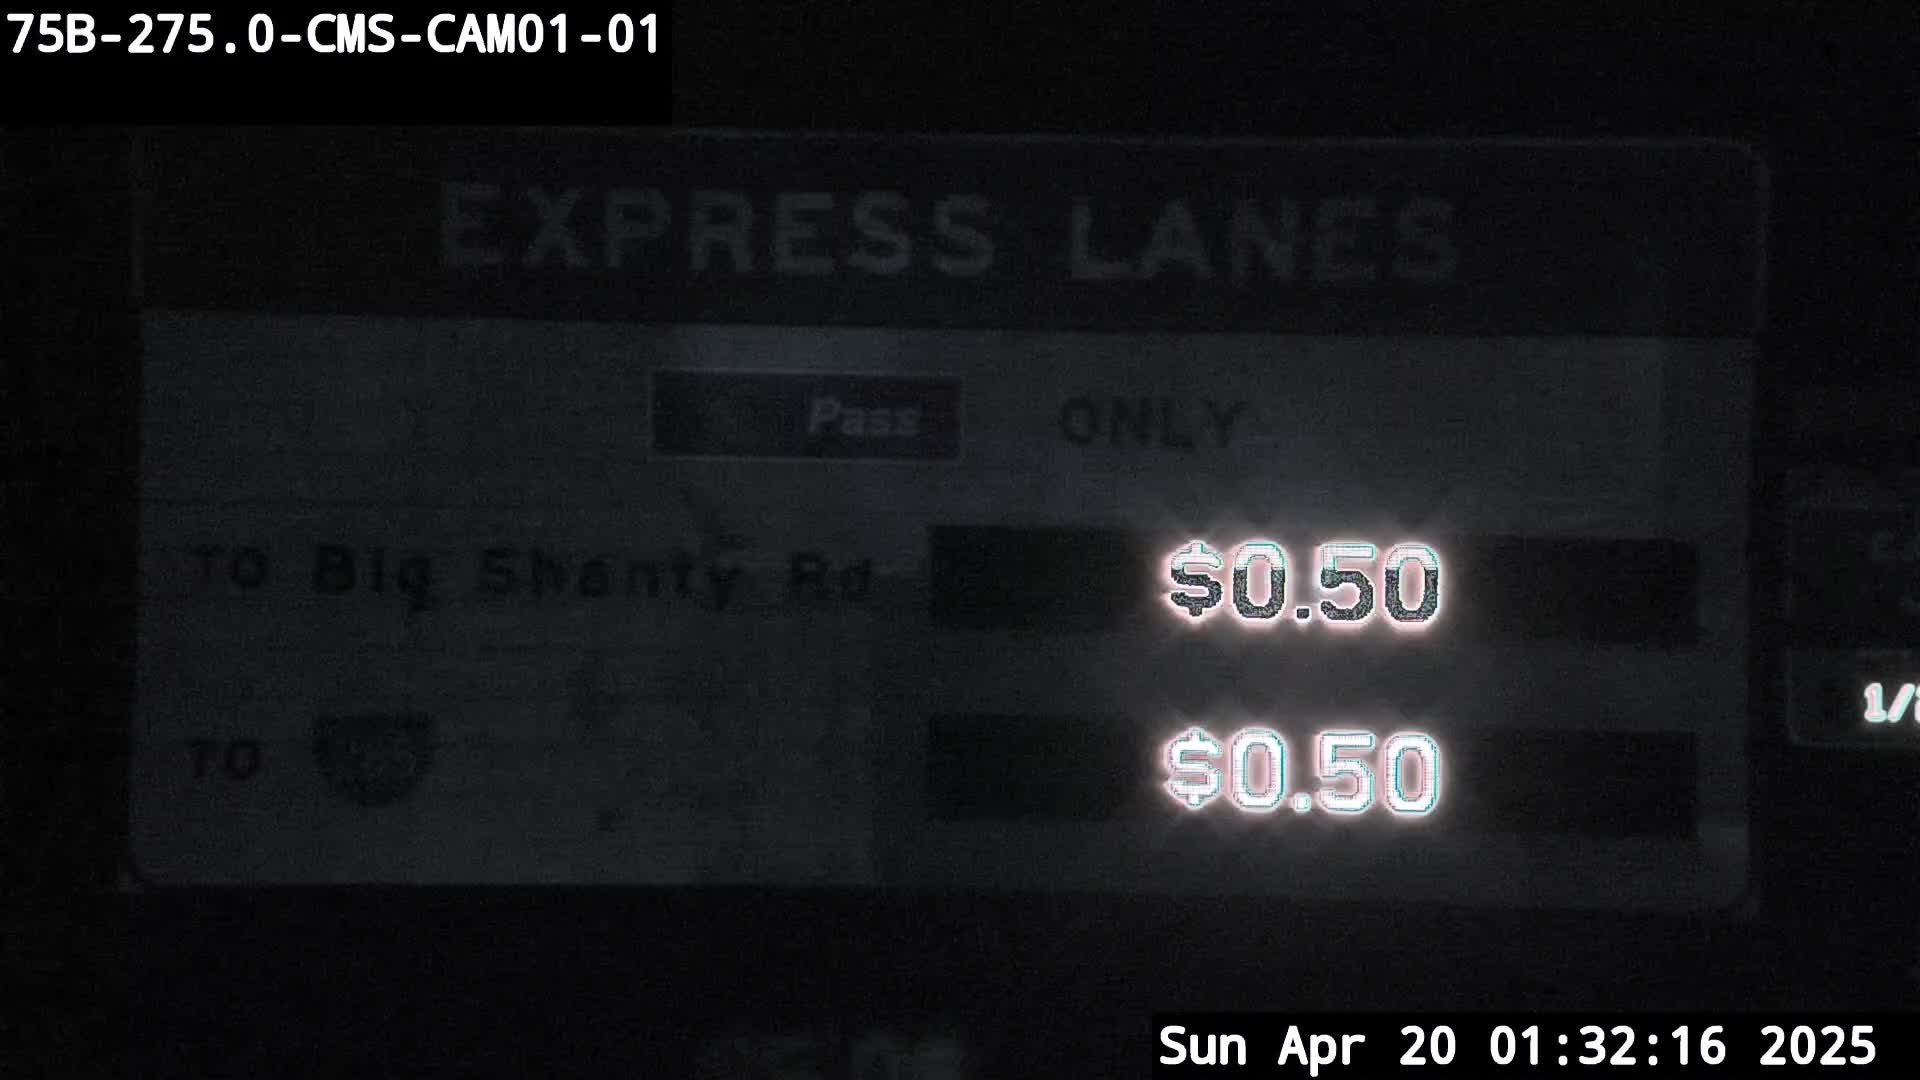 75B-275.0-CMS-CAM01-01
EXPRESS LANES
Pass ONLY
TO Big Shanty Rd $0.50
TO $0.50
Sun Apr 20 01:32:16 2025